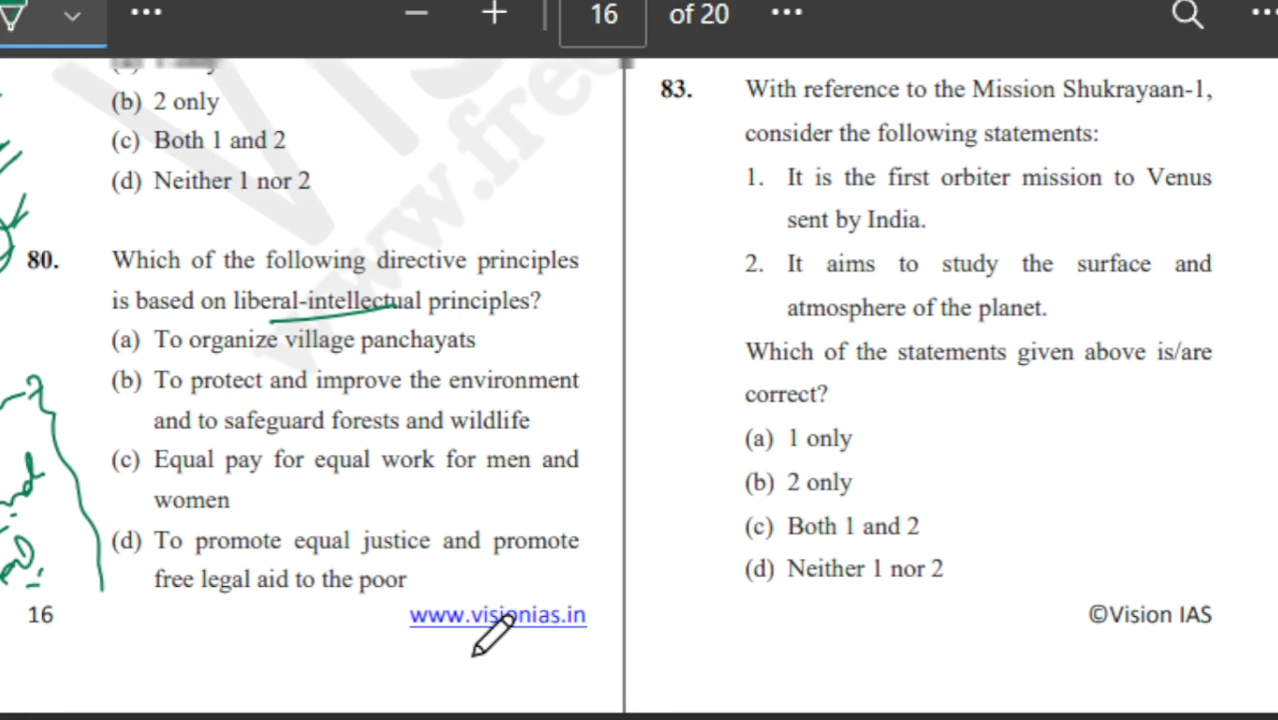 16 of 20
(b) 2 only
(c) Both 1 and 2
(d) Neither 1 nor 2
80. Which of the following directive principles
is based on liberal-intellectual principles?
(a) To organize village panchayats
(b) To protect and improve the environment
and to safeguard forests and wildlife
(c) Equal pay for equal work for men and
women
(d) To promote equal justice and promote
free legal aid to the poor
16 www.visionias.in
83. With reference to the Mission Shukrayaan-1,
consider the following statements:
1. It is the first orbiter mission to Venus
sent by India.
2. It aims to study the surface and
atmosphere of the planet.
Which of the statements given above is/are
correct?
(a) 1 only
(b) 2 only
(c) Both 1 and 2
(d) Neither 1 nor 2
©Vision IAS